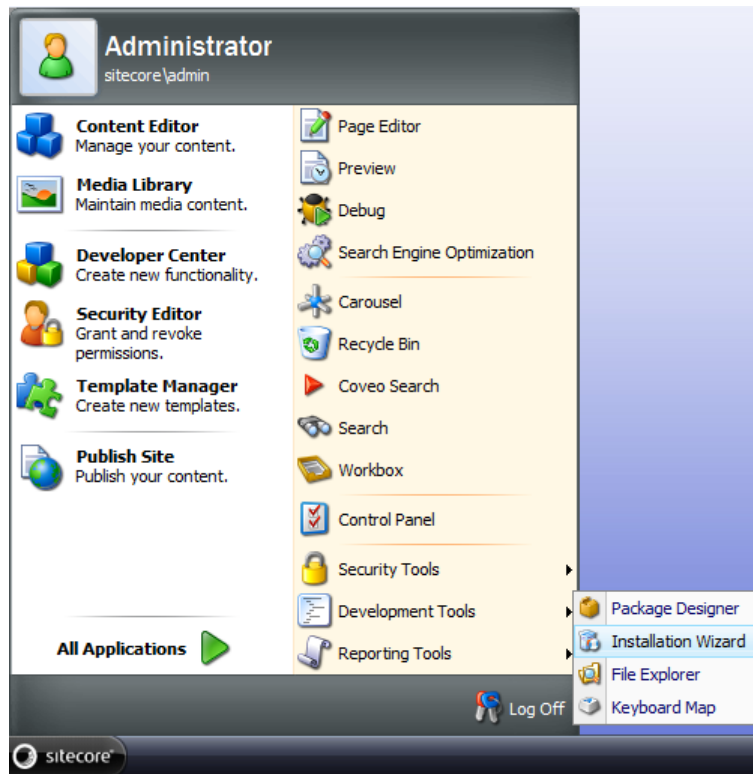 Administrator
sitecore\admin
Content Editor
Manage your content.
Media Library
Maintain media content.
Developer Center
Create new functionality.
Security Editor
Grant and revoke
permissions.
Template Manager
Create new templates.
Publish Site
Publish your content.
All Applications
Page Editor
Preview
Debug
Search Engine Optimization
Carousel
Recycle Bin
Coveo Search
Search
Workbox
Control Panel
Security Tools
Development Tools
Reporting Tools
Package Designer
Installation Wizard
File Explorer
Keyboard Map
Log Off
sitecore